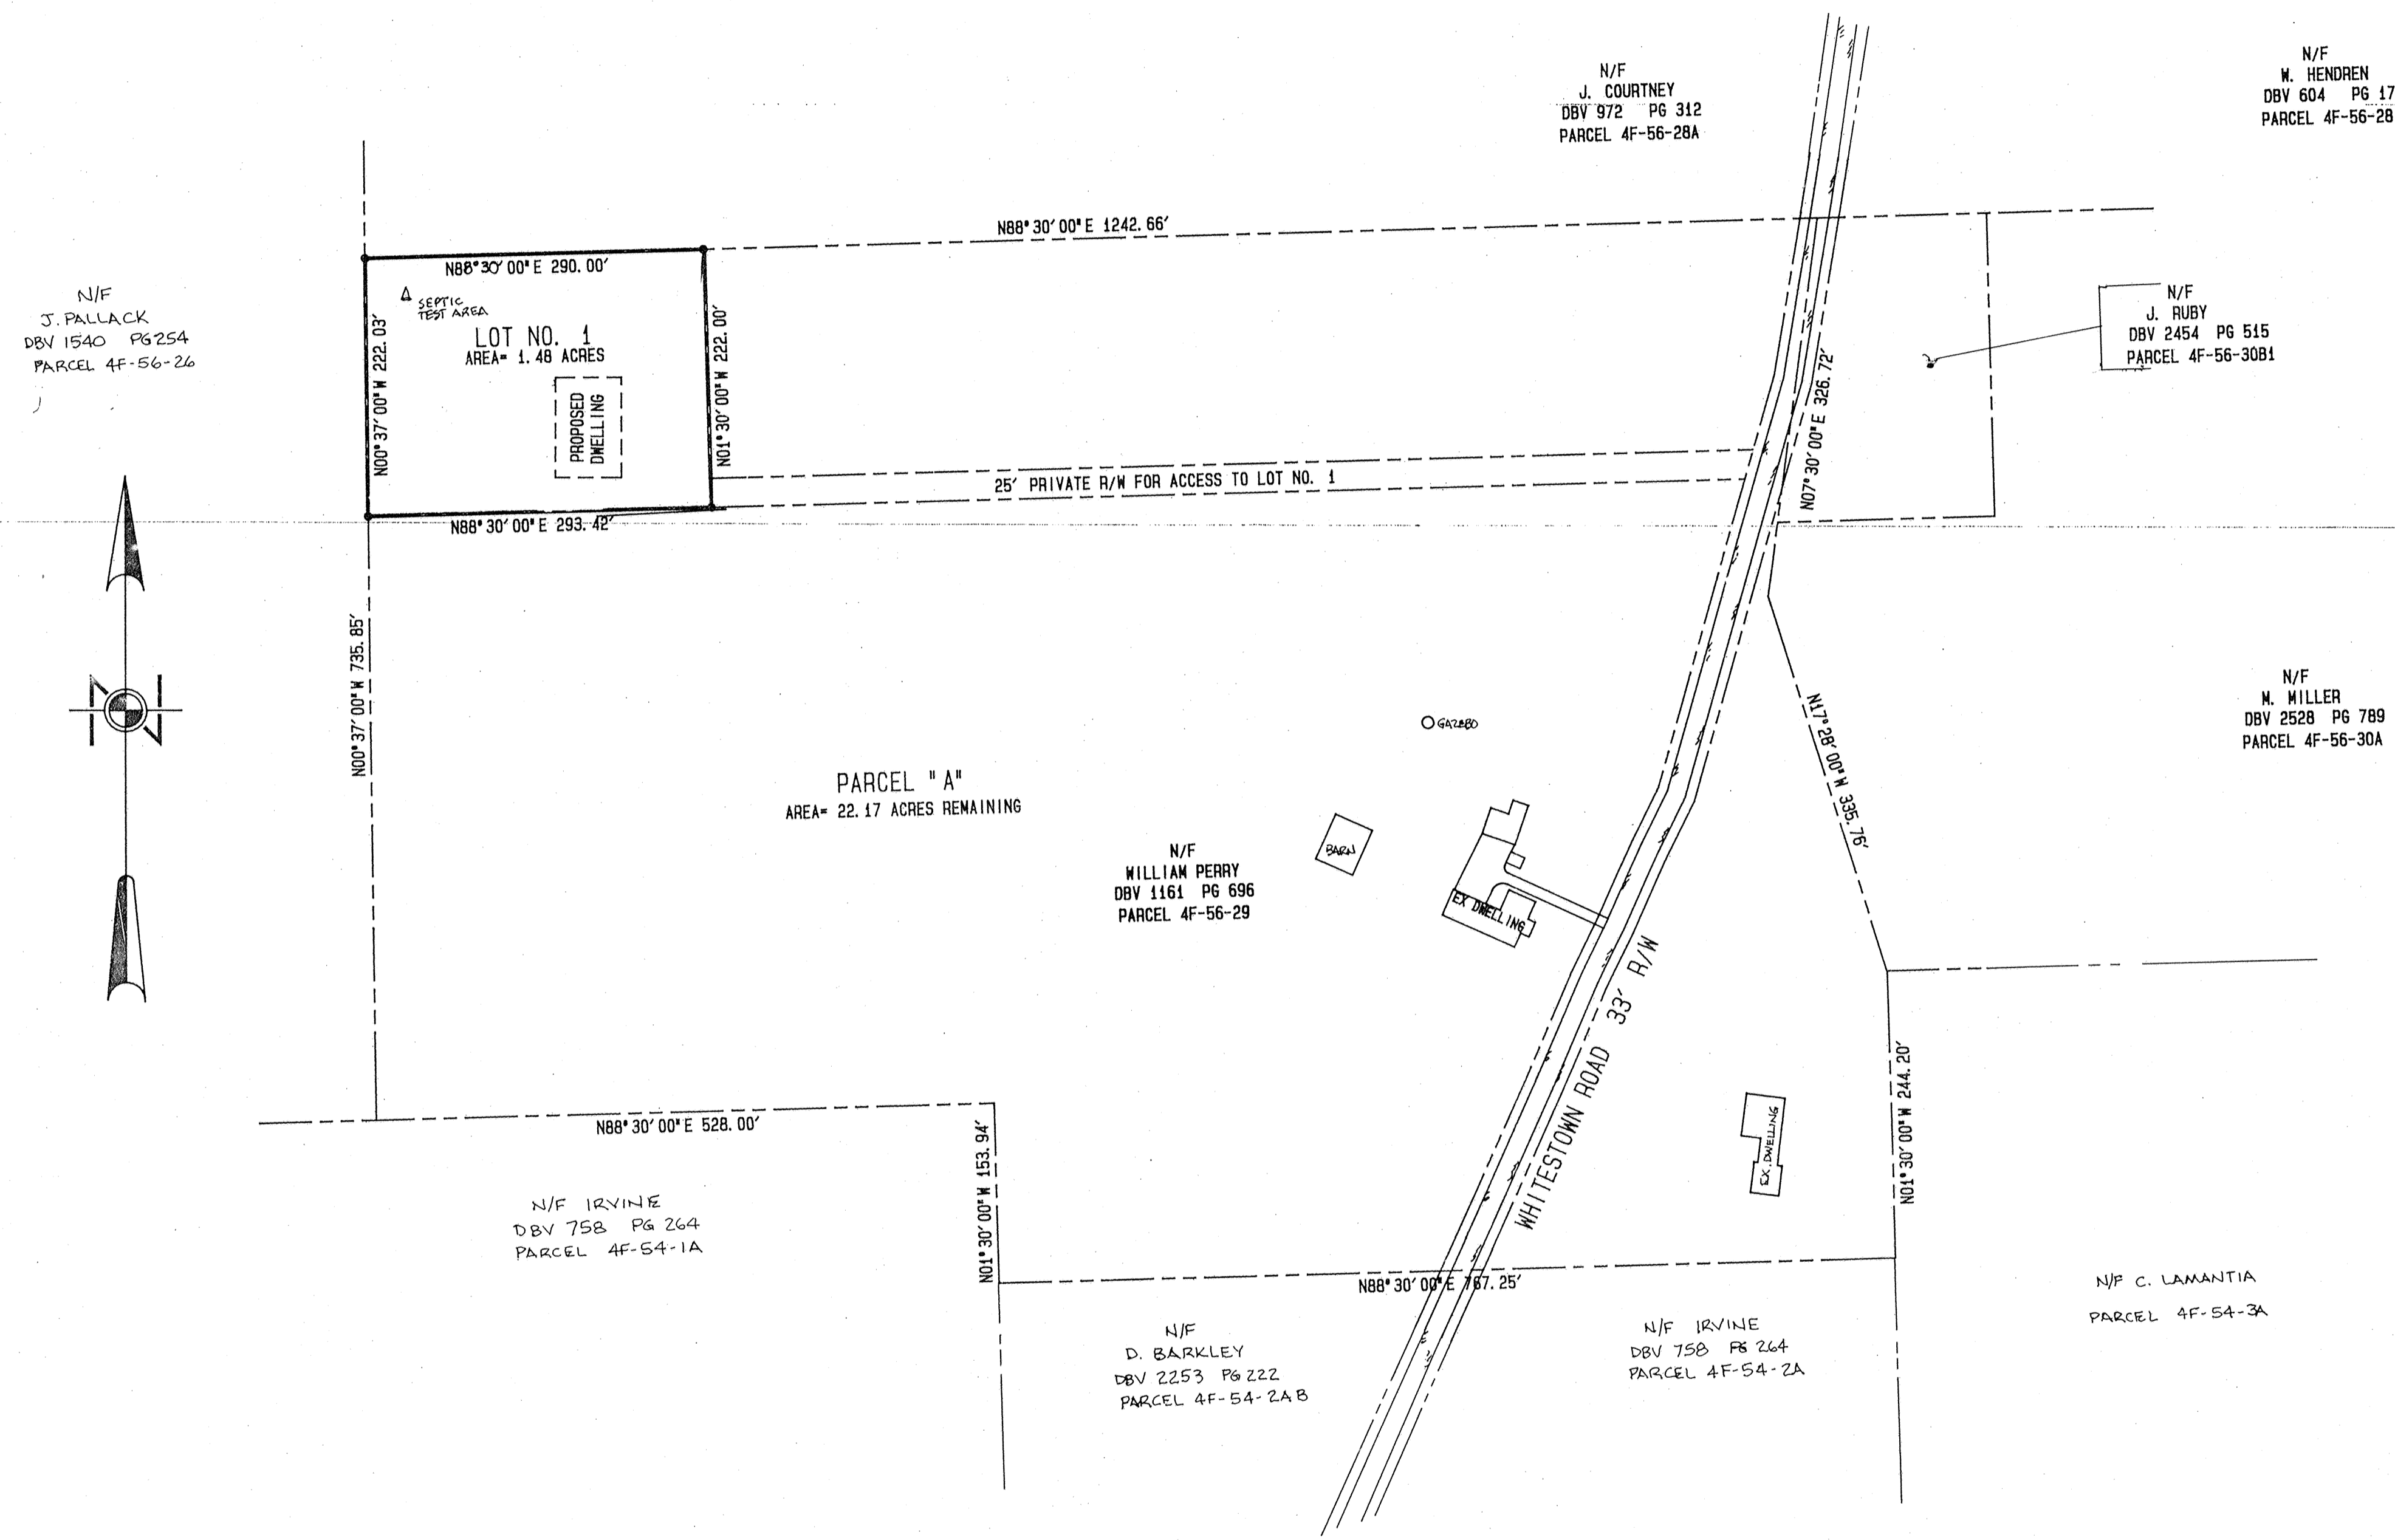 N/F
J. COURTNEY
DBV 972 PG 312
PARCEL 4F-56-28A
N/F
W. HENDREN
DBV 604 PG 17
PARCEL 4F-56-28
N88°30'00"E 1242.66'
N88°30'00"E 290.00'
SEPTIC
TEST AREA
LOT NO. 1
AREA= 1.48 ACRES
PROPOSED
DWELLING
N00°37'00"W 222.03'
N01°30'00"W 222.00'
N88°30'00"E 293.42'
N/F
J. PALLACK
DBV 1540 PG 254
PARCEL 4F-56-26
25' PRIVATE R/W FOR ACCESS TO LOT NO. 1
N07°30'00"E 326.72'
N/F
J. RUBY
DBV 2454 PG 515
PARCEL 4F-56-30B1
N
N00°37'00"W 735.85'
PARCEL "A"
AREA= 22.17 ACRES REMAINING
GAZEBO
BARN
EX DWELLING
N/F
WILLIAM PERRY
DBV 1161 PG 696
PARCEL 4F-56-29
N17°28'00"W 335.76'
N/F
M. MILLER
DBV 2528 PG 789
PARCEL 4F-56-30A
WHITESTOWN ROAD 33' R/W
EX. DWELLING
N01°30'00"W 244.20'
N88°30'00"E 528.00'
N01°30'00"W 153.94'
N88°30'00"E 767.25'
N/F IRVINE
DBV 758 PG 264
PARCEL 4F-54-1A
N/F
D. BARKLEY
DBV 2253 PG 222
PARCEL 4F-54-2AB
N/F IRVINE
DBV 758 PG 264
PARCEL 4F-54-2A
N/F C. LAMANTIA
PARCEL 4F-54-3A